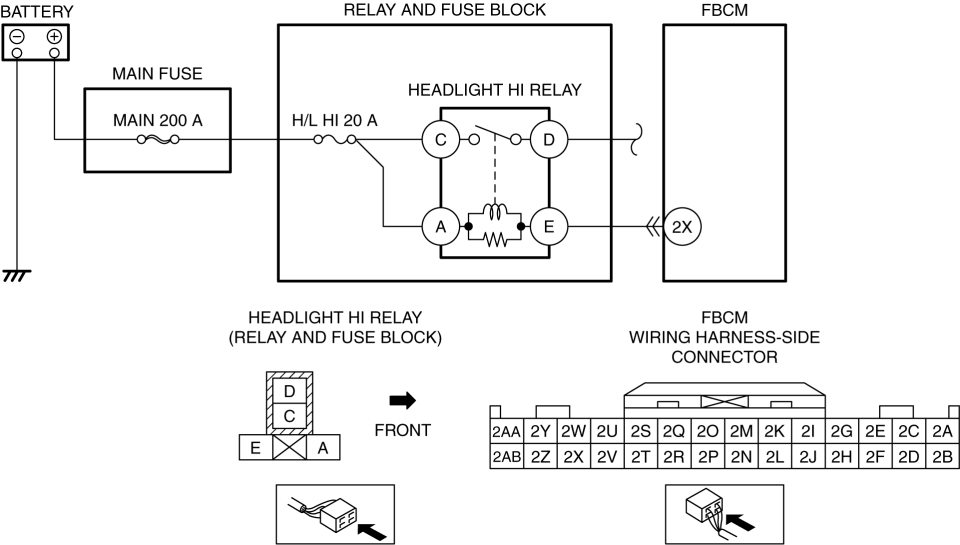 BATTERY
RELAY AND FUSE BLOCK
FBCM
− +
MAIN FUSE
HEADLIGHT HI RELAY
MAIN 200 A
H/L HI 20 A
C
D
A
E
2X
HEADLIGHT HI RELAY
(RELAY AND FUSE BLOCK)
D
C
E
A
FRONT
FBCM
WIRING HARNESS-SIDE
CONNECTOR
2AA 2Y 2W 2U 2S 2Q 2O 2M 2K 2I 2G 2E 2C 2A
2AB 2Z 2X 2V 2T 2R 2P 2N 2L 2J 2H 2F 2D 2B